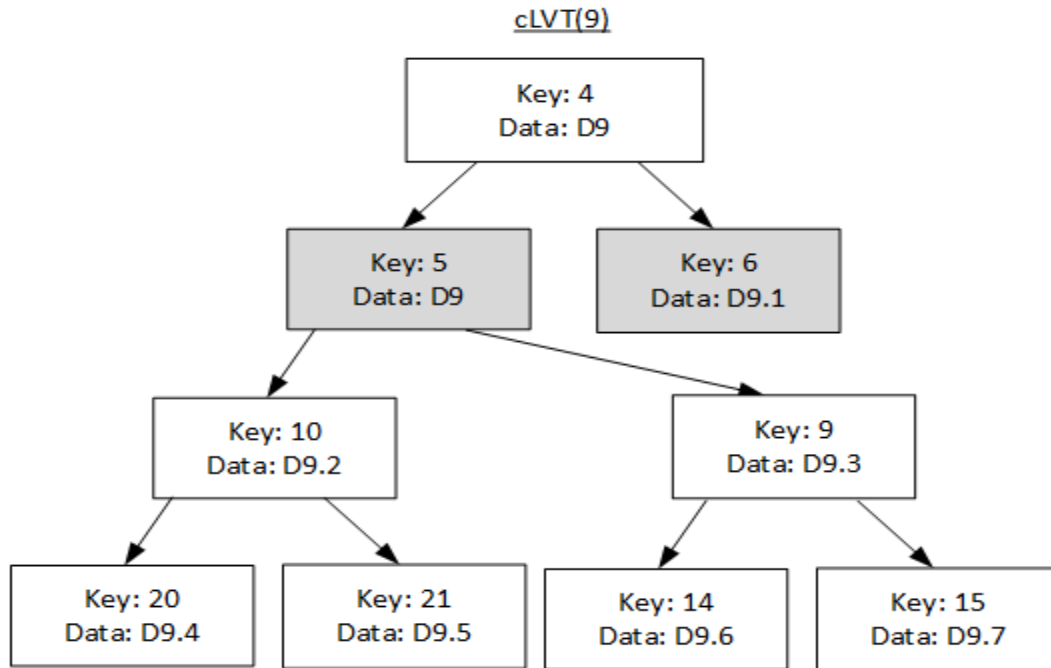 cLVT(9)
Key: 4
Data: D9
Key: 5
Data: D9
Key: 6
Data: D9.1
Key: 10
Data: D9.2
Key: 9
Data: D9.3
Key: 20
Data: D9.4
Key: 21
Data: D9.5
Key: 14
Data: D9.6
Key: 15
Data: D9.7